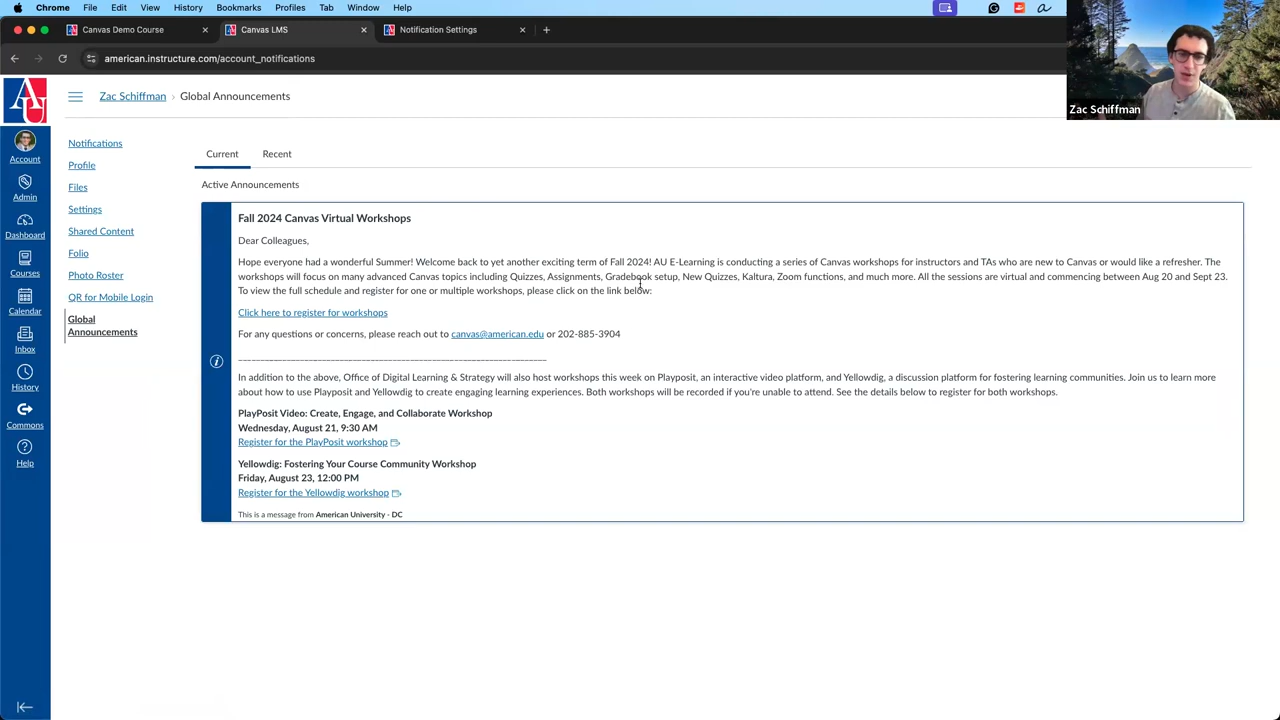 Chrome File Edit View History Bookmarks Profiles Tab Window Help
Canvas Demo Course
Canvas LMS
Notification Settings
american.instructure.com/account_notifications
Zac Schiffman
AU
Zac Schiffman › Global Announcements
Account
Admin
Dashboard
Courses
Calendar
Inbox
History
Commons
Help
Notifications
Profile
Files
Settings
Shared Content
Folio
Photo Roster
QR for Mobile Login
Global
Announcements
Current Recent
Active Announcements
Fall 2024 Canvas Virtual Workshops
Dear Colleagues,
Hope everyone had a wonderful Summer! Welcome back to yet another exciting term of Fall 2024! AU E-Learning is conducting a series of Canvas workshops for instructors and TAs who are new to Canvas or would like a refresher. The
workshops will focus on many advanced Canvas topics including Quizzes, Assignments, Gradebook setup, New Quizzes, Kaltura, Zoom functions, and much more. All the sessions are virtual and commencing between Aug 20 and Sept 23.
To view the full schedule and register for one or multiple workshops, please click on the link below:
Click here to register for workshops
For any questions or concerns, please reach out to canvas@american.edu or 202-885-3904
In addition to the above, Office of Digital Learning & Strategy will also host workshops this week on Playposit, an interactive video platform, and Yellowdig, a discussion platform for fostering learning communities. Join us to learn more
about how to use Playposit and Yellowdig to create engaging learning experiences. Both workshops will be recorded if you're unable to attend. See the details below to register for both workshops.
PlayPosit Video: Create, Engage, and Collaborate Workshop
Wednesday, August 21, 9:30 AM
Register for the PlayPosit workshop
Yellowdig: Fostering Your Course Community Workshop
Friday, August 23, 12:00 PM
Register for the Yellowdig workshop
This is a message from American University - DC